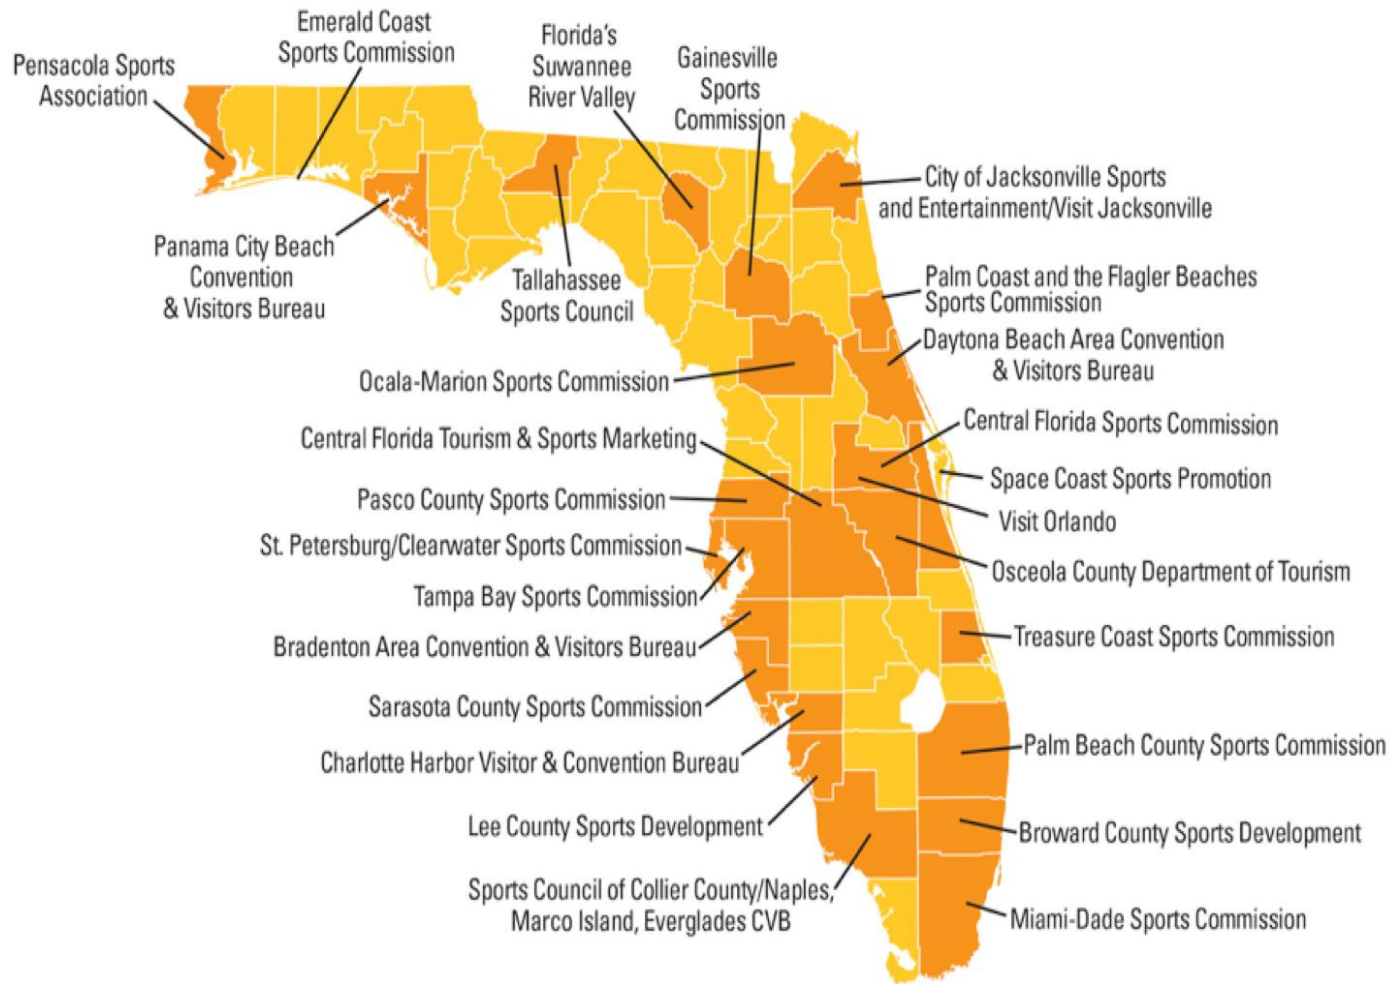 Emerald Coast
Sports Commission
Pensacola Sports
Association
Florida's
Suwannee
River Valley
Gainesville
Sports
Commission
City of Jacksonville Sports
and Entertainment/Visit Jacksonville
Panama City Beach
Convention
& Visitors Bureau
Tallahassee
Sports Council
Palm Coast and the Flagler Beaches
Sports Commission
Daytona Beach Area Convention
& Visitors Bureau
Ocala-Marion Sports Commission
Central Florida Sports Commission
Central Florida Tourism & Sports Marketing
Space Coast Sports Promotion
Pasco County Sports Commission
Visit Orlando
St. Petersburg/Clearwater Sports Commission
Osceola County Department of Tourism
Tampa Bay Sports Commission
Treasure Coast Sports Commission
Bradenton Area Convention & Visitors Bureau
Sarasota County Sports Commission
Palm Beach County Sports Commission
Charlotte Harbor Visitor & Convention Bureau
Lee County Sports Development
Broward County Sports Development
Sports Council of Collier County/Naples,
Marco Island, Everglades CVB
Miami-Dade Sports Commission